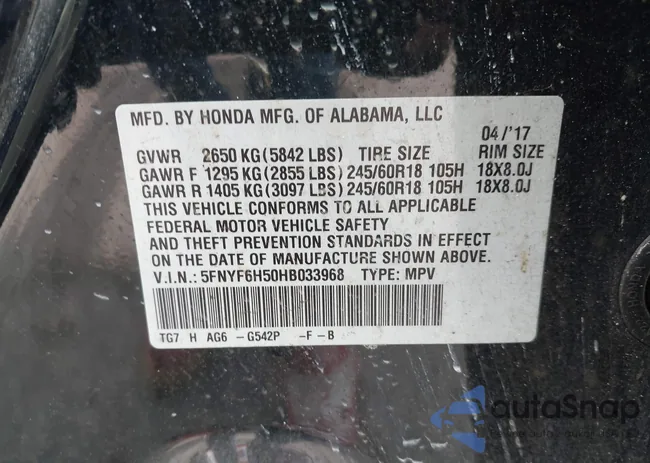 MFD. BY HONDA MFG. OF ALABAMA, LLC
04/'17
GVWR 2650 KG(5842 LBS) TIRE SIZE RIM SIZE
GAWR F 1295 KG(2855 LBS)245/60R18 105H 18X8.0J
GAWR R 1405 KG(3097 LBS)245/60R18 105H 18X8.0J
THIS VEHICLE CONFORMS TO ALL APPLICABLE
FEDERAL MOTOR VEHICLE SAFETY
AND THEFT PREVENTION STANDARDS IN EFFECT
ON THE DATE OF MANUFACTURE SHOWN ABOVE.
V.I.N.: 5FNYF6H50HB033968 TYPE: MPV
TG7 H AG6 -G542P -F-B
autoSnap